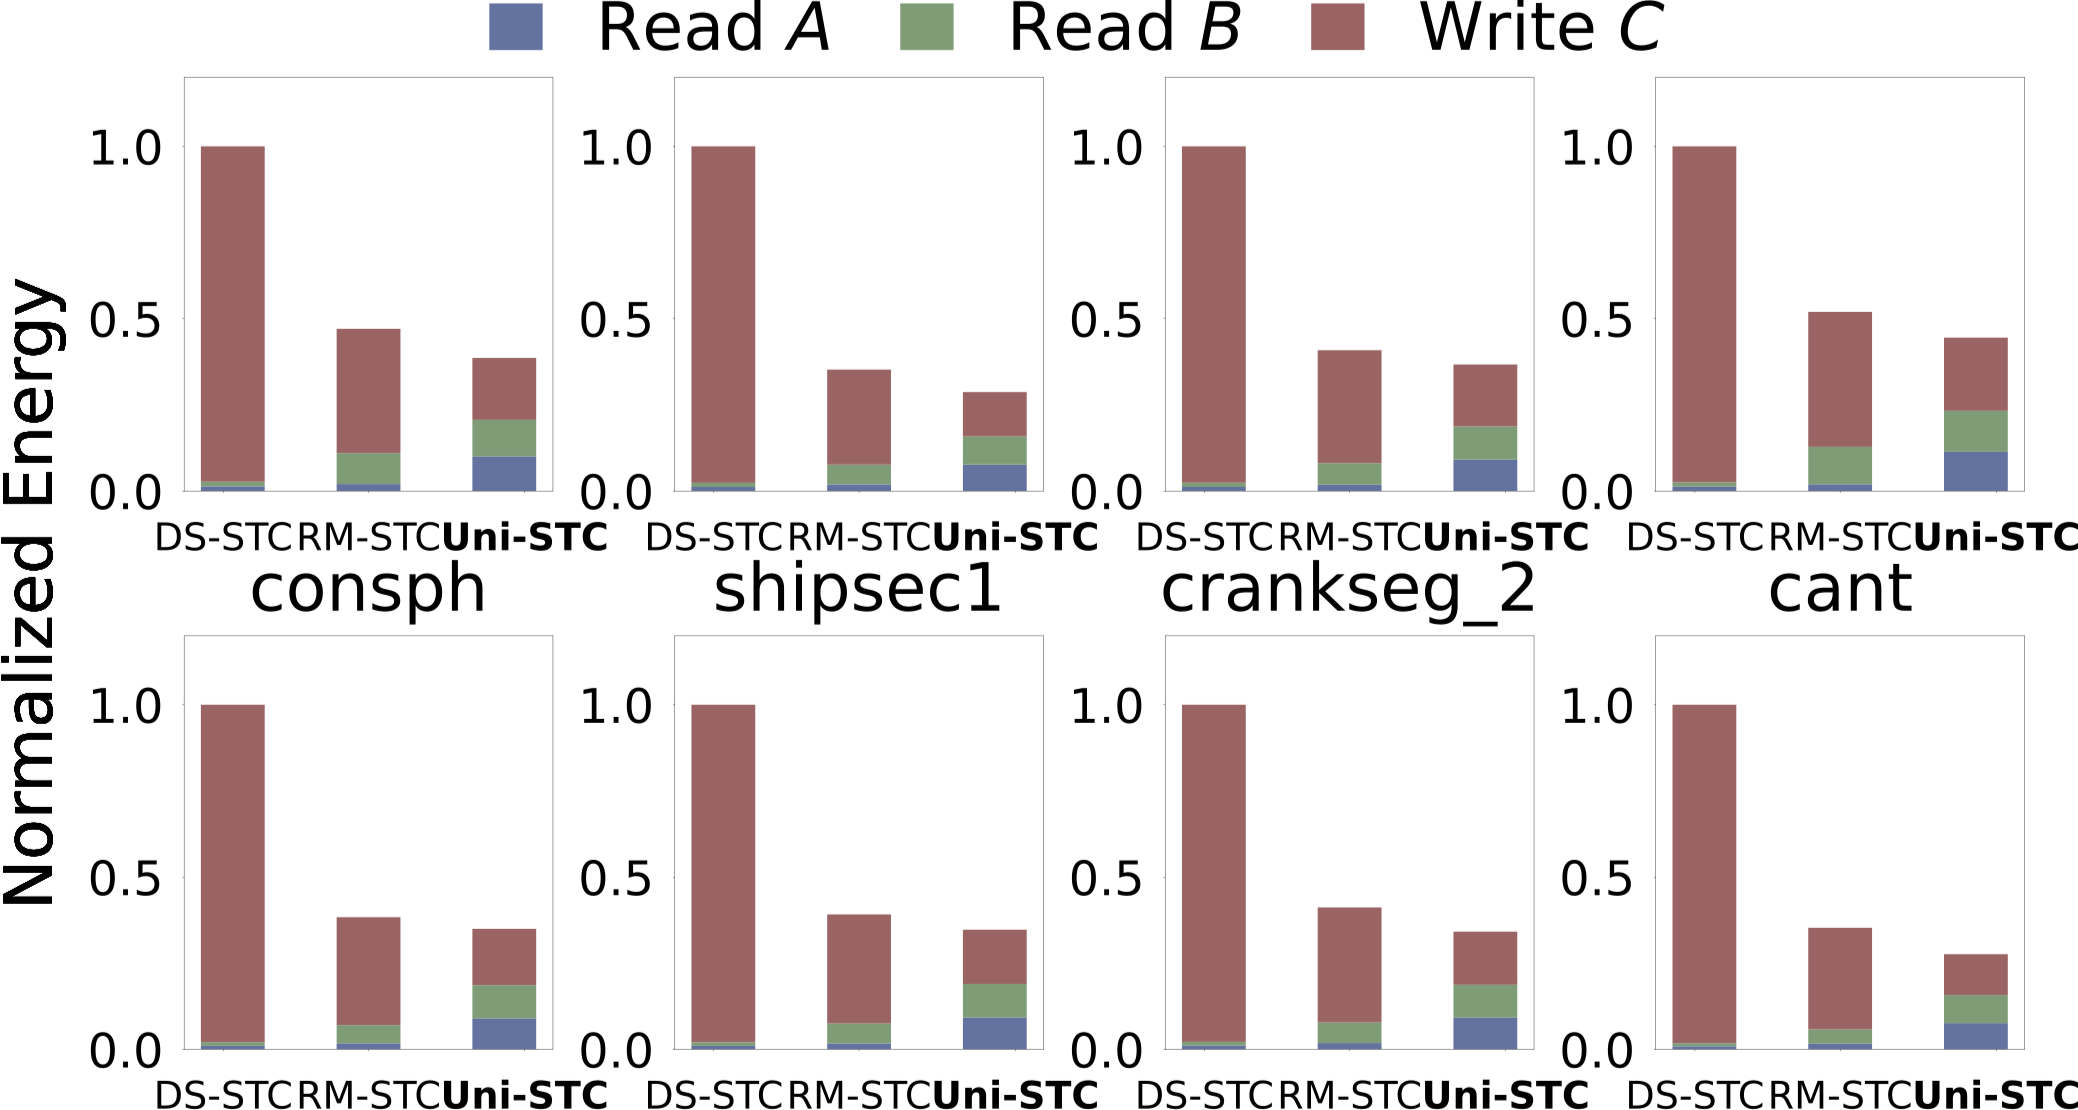 Read A Read B Write C
Normalized Energy
1.0 1.0 1.0 1.0
0.5 0.5 0.5 0.5
0.0 0.0 0.0 0.0
DS-STC RM-STC Uni-STC DS-STC RM-STC Uni-STC DS-STC RM-STC Uni-STC DS-STC RM-STC Uni-STC
consph shipsec1 crankseg_2 cant
1.0 1.0 1.0 1.0
0.5 0.5 0.5 0.5
0.0 0.0 0.0 0.0
DS-STC RM-STC Uni-STC DS-STC RM-STC Uni-STC DS-STC RM-STC Uni-STC DS-STC RM-STC Uni-STC